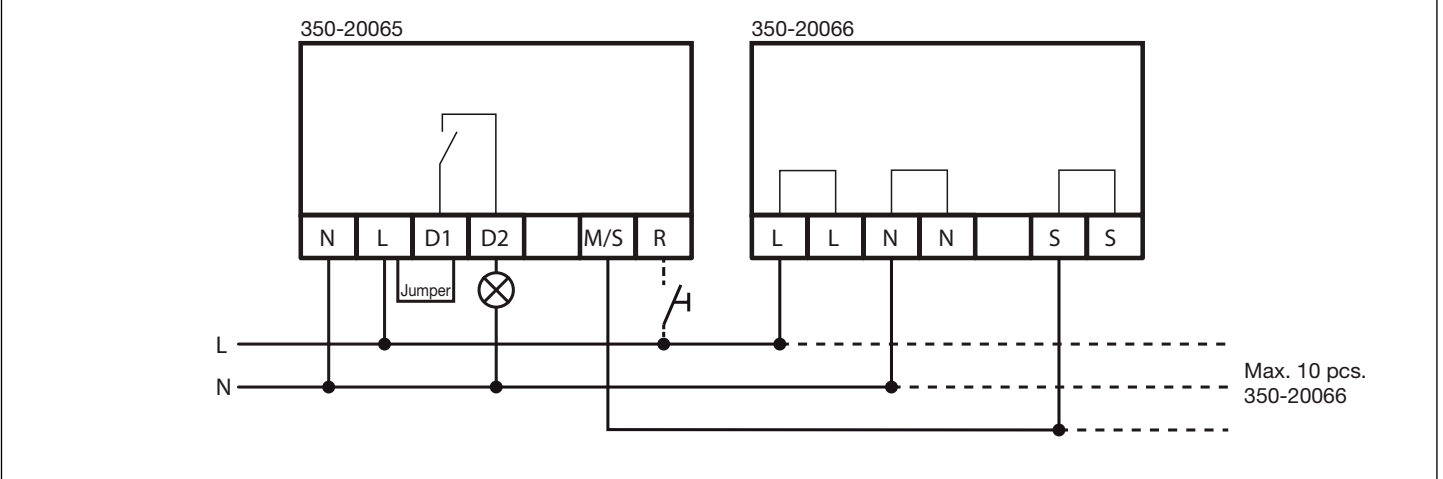 350-20065
350-20066
N L D1 D2 M/S R
L L N N S S
Jumper
L
N
Max. 10 pcs.
350-20066